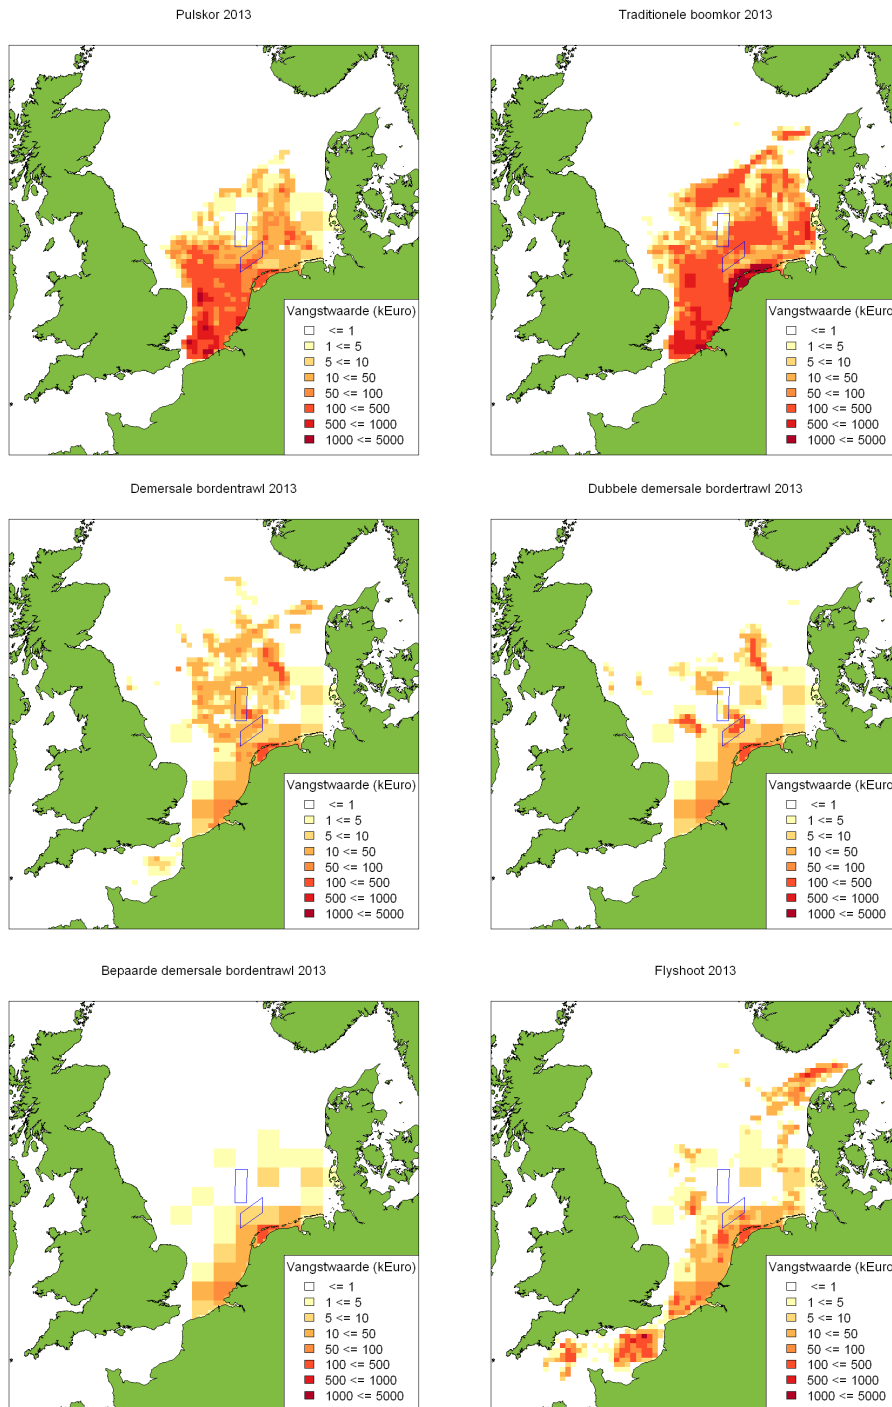 Pulskor 2013
Vangstwaarde (kEuro)
<= 1
1 <= 5
5 <= 10
10 <= 50
50 <= 100
100 <= 500
500 <= 1000
1000 <= 5000
Traditionele boomkor 2013
Vangstwaarde (kEuro)
<= 1
1 <= 5
5 <= 10
10 <= 50
50 <= 100
100 <= 500
500 <= 1000
1000 <= 5000
Demersale bordentrawl 2013
Vangstwaarde (kEuro)
<= 1
1 <= 5
5 <= 10
10 <= 50
50 <= 100
100 <= 500
500 <= 1000
1000 <= 5000
Dubbele demersale bordertrawl 2013
Vangstwaarde (kEuro)
<= 1
1 <= 5
5 <= 10
10 <= 50
50 <= 100
100 <= 500
500 <= 1000
1000 <= 5000
Bepaarde demersale bordentrawl 2013
Vangstwaarde (kEuro)
<= 1
1 <= 5
5 <= 10
10 <= 50
50 <= 100
100 <= 500
500 <= 1000
1000 <= 5000
Flyshoot 2013
Vangstwaarde (kEuro)
<= 1
1 <= 5
5 <= 10
10 <= 50
50 <= 100
100 <= 500
500 <= 1000
1000 <= 5000